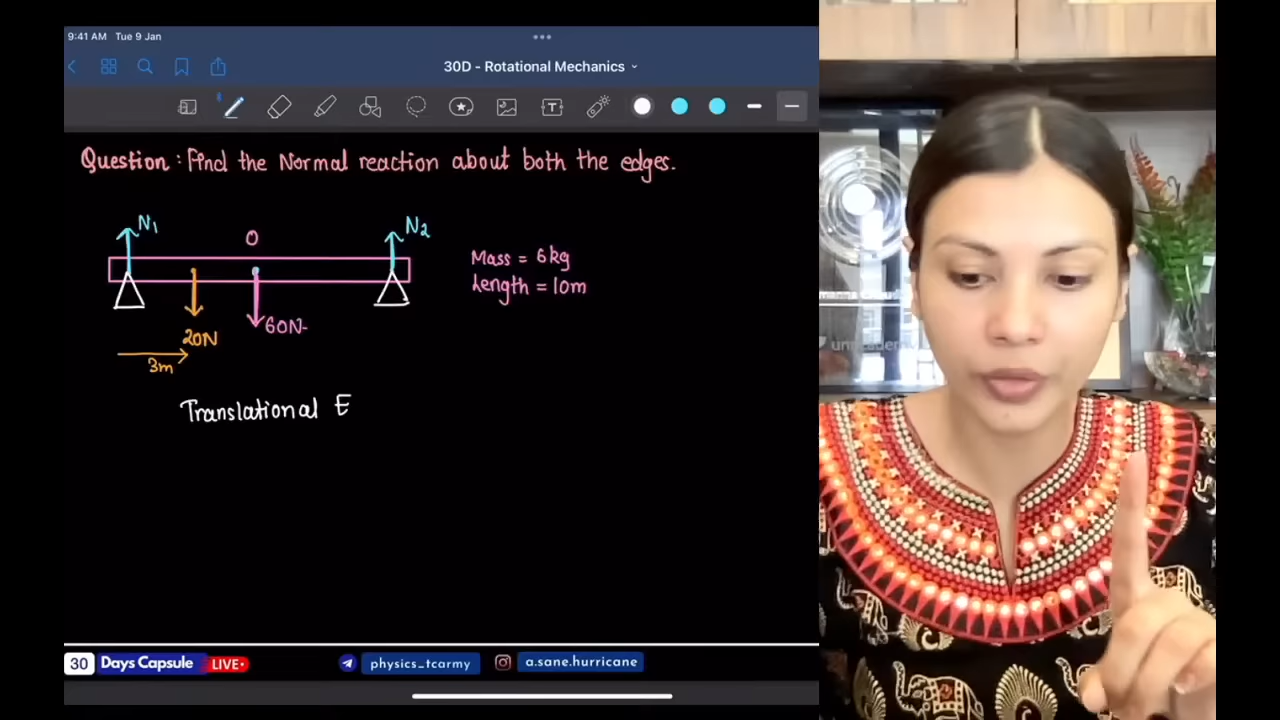 9:41 AM Tue 9 Jan
30D - Rotational Mechanics
Question: Find the Normal reaction about both the edges.
N1
O
N2
Mass = 6kg
Length = 10m
20N
60N
3m
Translational E
30 Days Capsule LIVE
physics_tcarmy
a.sane.hurricane